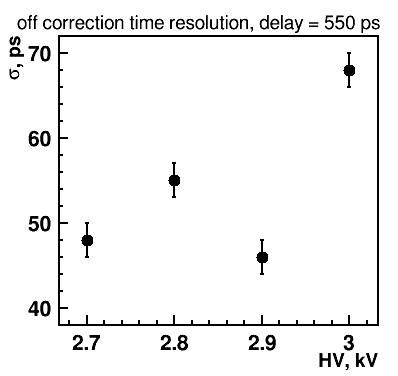 off correction time resolution, delay = 550 ps
σ, ps
70
60
50
40
2.7 2.8 2.9 3
HV, kV